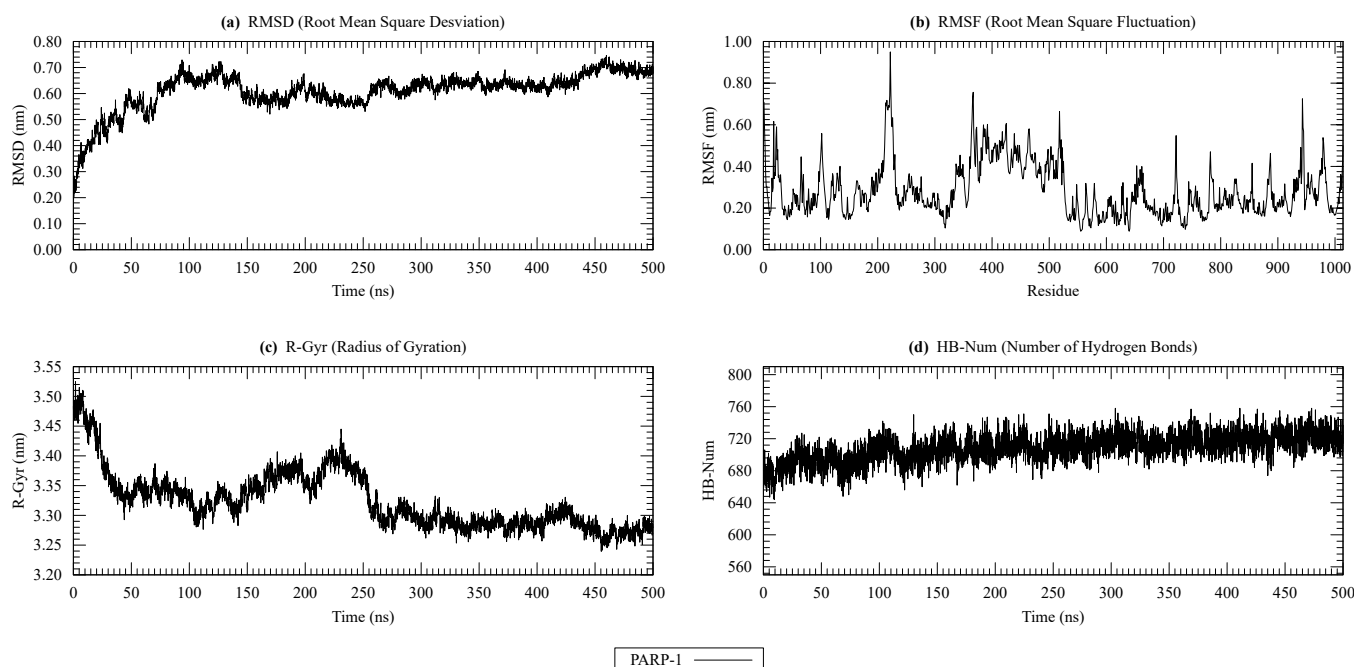 (a) RMSD (Root Mean Square Desviation)
RMSD (nm)
0.80
0.70
0.60
0.50
0.40
0.30
0.20
0.10
0.00
0 50 100 150 200 250 300 350 400 450 500
Time (ns)
(b) RMSF (Root Mean Square Fluctuation)
RMSF (nm)
1.00
0.80
0.60
0.40
0.20
0.00
0 100 200 300 400 500 600 700 800 900 1000
Residue
(c) R-Gyr (Radius of Gyration)
R-Gyr (nm)
3.55
3.50
3.45
3.40
3.35
3.30
3.25
3.20
0 50 100 150 200 250 300 350 400 450 500
Time (ns)
(d) HB-Num (Number of Hydrogen Bonds)
HB-Num
800
760
720
680
640
600
560
0 50 100 150 200 250 300 350 400 450 500
Time (ns)
PARP-1